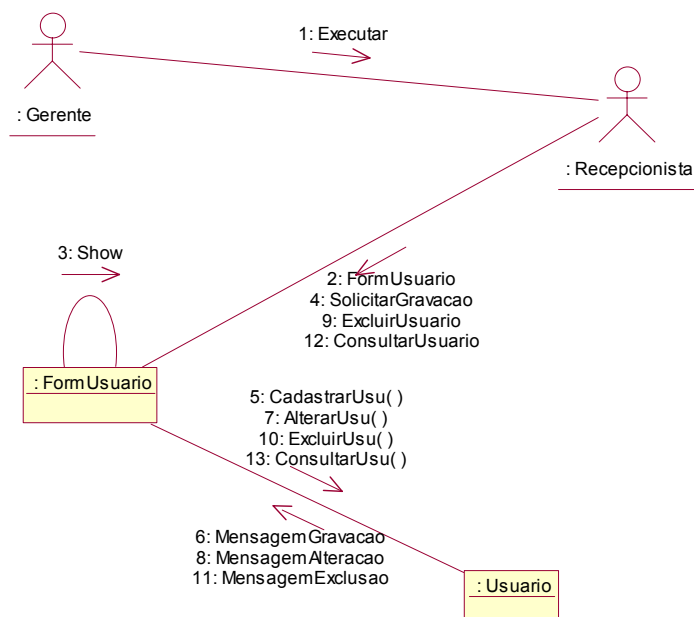 1: Executar
: Gerente
: Recepcionista
3: Show
2: FormUsuario
4: SolicitarGravacao
9: ExcluirUsuario
12: ConsultarUsuario
: FormUsuario
5: CadastrarUsu( )
7: AlterarUsu( )
10: ExcluirUsu( )
13: ConsultarUsu( )
6: MensagemGravacao
8: MensagemAlteracao
11: MensagemExclusao
: Usuario